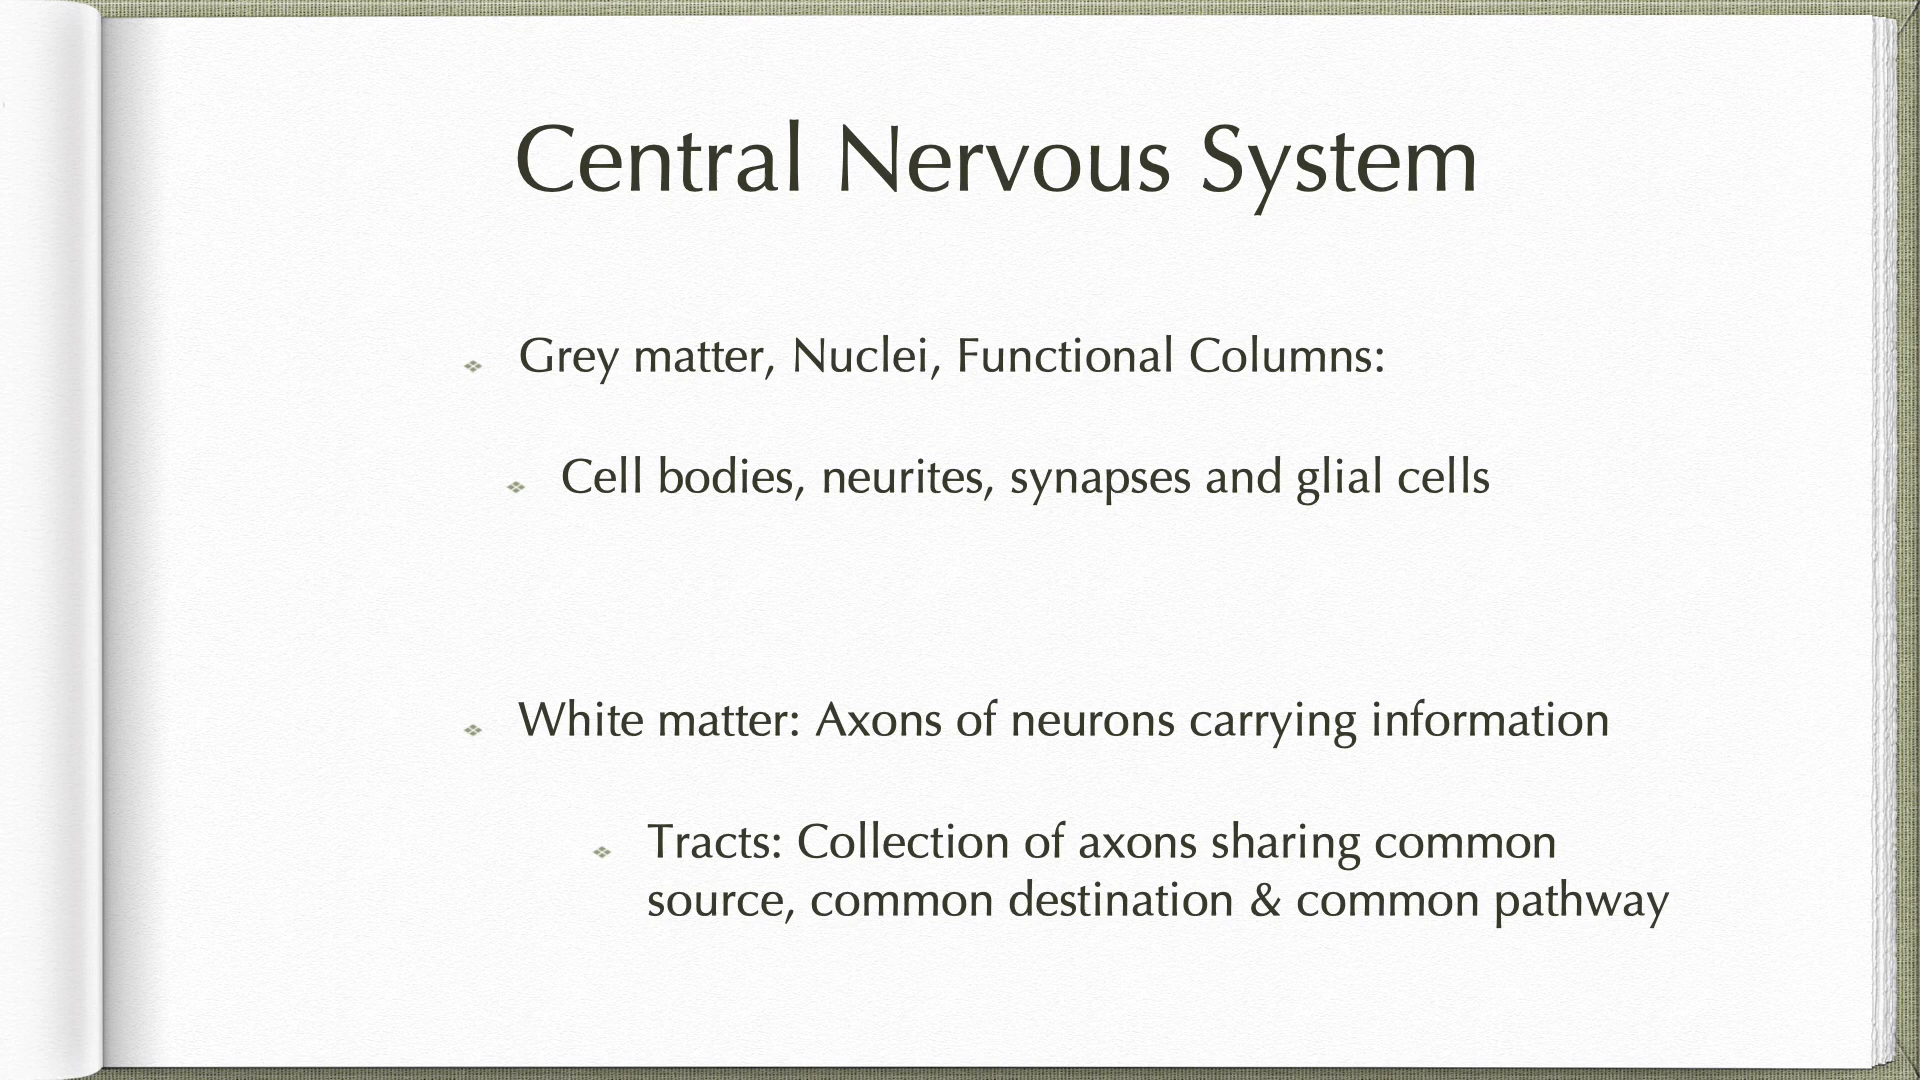 Central Nervous System
Grey matter, Nuclei, Functional Columns:
Cell bodies, neurites, synapses and glial cells
White matter: Axons of neurons carrying information
Tracts: Collection of axons sharing common
source, common destination & common pathway